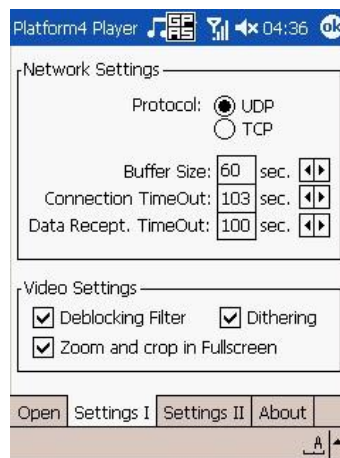 Platform4 Player GPRS 04:36 ok
Network Settings
Protocol: UDP
TCP
Buffer Size: 60 sec.
Connection TimeOut: 103 sec.
Data Recept. TimeOut: 100 sec.
Video Settings
Deblocking Filter Dithering
Zoom and crop in Fullscreen
Open Settings I Settings II About
A